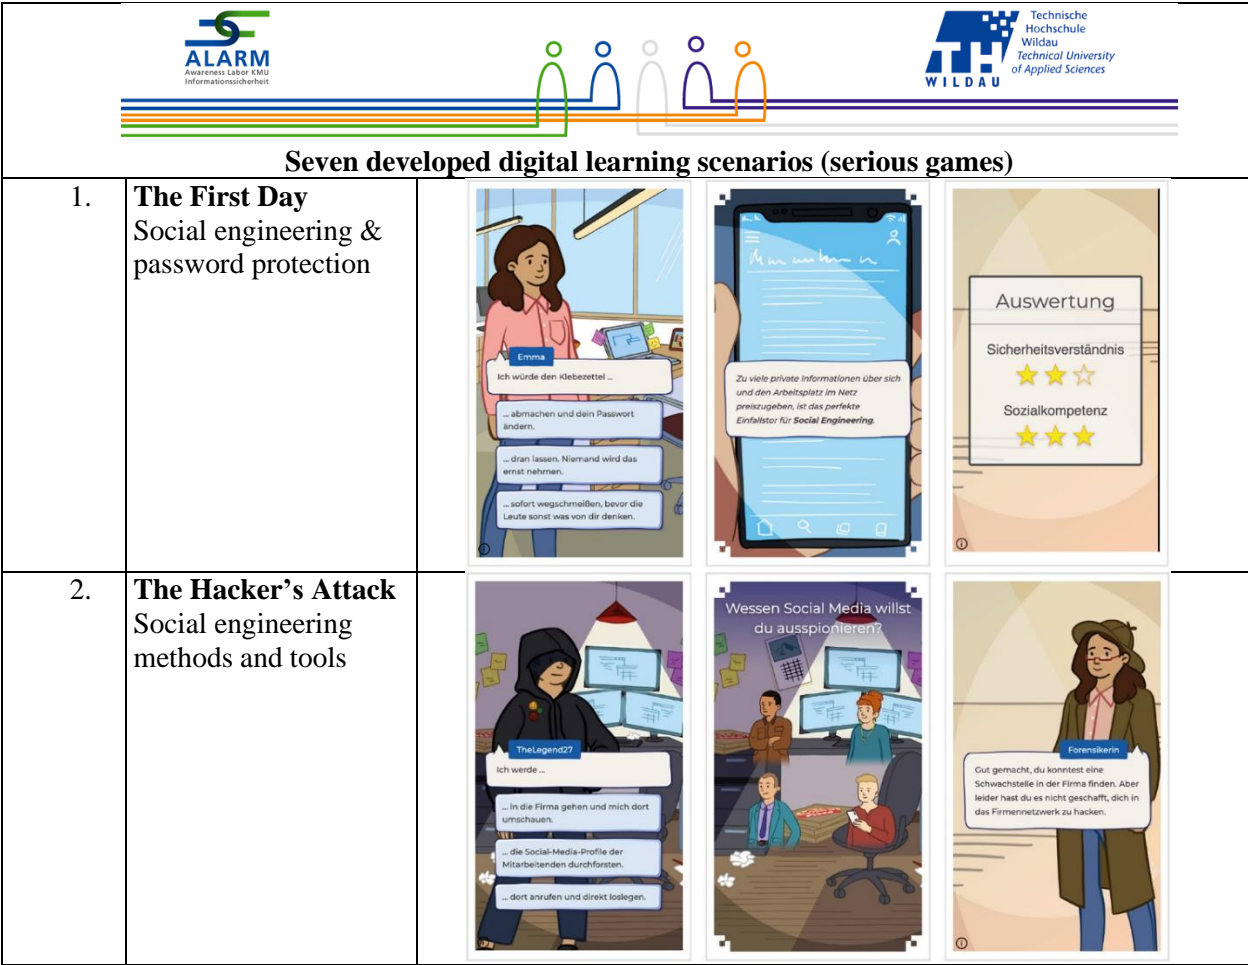 ALARM
Awareness Labor KMU
Informationssicherheit
Technische
Hochschule
Wildau
Technical University
of Applied Sciences
TH
WILDAU
Seven developed digital learning scenarios (serious games)
1.
The First Day
Social engineering &
password protection
Emma
Ich würde den Klebezettel ...
... abmachen und dein Passwort
ändern.
... dran lassen. Niemand wird das
ernst nehmen.
... sofort wegschmeißen, bevor die
Leute sonst was von dir denken.
Zu viele private Informationen über sich
und den Arbeitsplatz im Netz
preiszugeben, ist das perfekte
Einfallstor für Social Engineering.
Auswertung
Sicherheitsverständnis
Sozialkompetenz
2.
The Hacker’s Attack
Social engineering
methods and tools
TheLegend27
Ich werde ...
... in die Firma gehen und mich dort
umschauen.
... die Social-Media-Profile der
Mitarbeitenden durchforsten.
... dort anrufen und direkt loslegen.
Wessen Social Media willst
du ausspionieren?
Forensikerin
Gut gemacht, du konntest eine
Schwachstelle in der Firma finden. Aber
leider hast du es nicht geschafft, dich in
das Firmennetzwerk zu hacken.